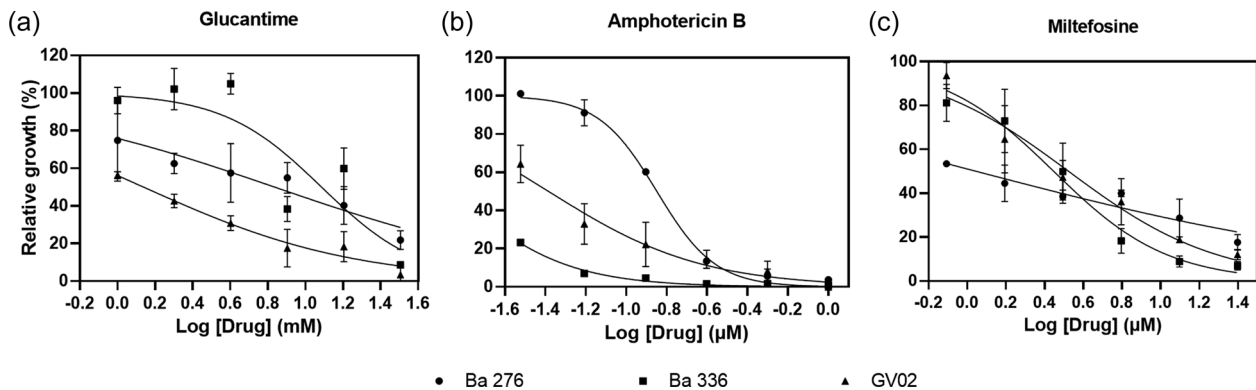 (a)
Glucantime
Relative growth (%)
120
100
80
60
40
20
0
-0.2 0.0 0.2 0.4 0.6 0.8 1.0 1.2 1.4 1.6
Log [Drug] (mM)
(b)
Amphotericin B
120
100
80
60
40
20
0
-1.6 -1.4 -1.2 -1.0 -0.8 -0.6 -0.4 -0.2 0.0
Log [Drug] (µM)
(c)
Miltefosine
100
80
60
40
20
0
-0.2 0.0 0.2 0.4 0.6 0.8 1.0 1.2 1.4
Log [Drug] (µM)
Ba 276 Ba 336 GV02